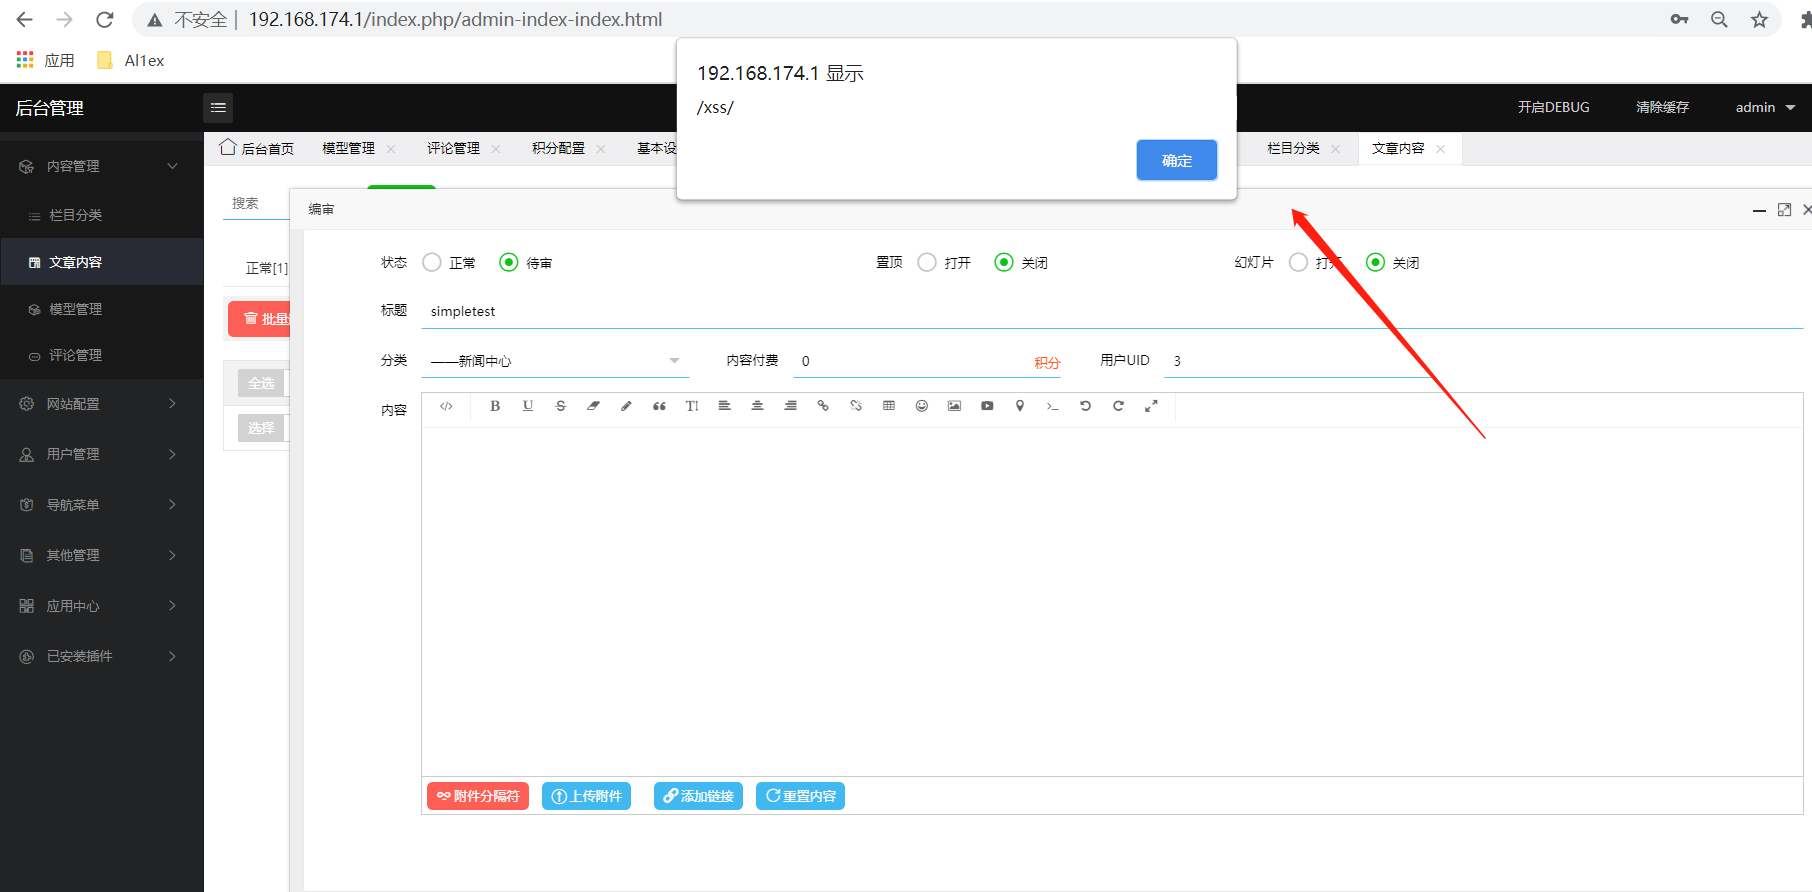 不安全 | 192.168.174.1/index.php/admin-index-index.html
应用 Al1ex
192.168.174.1 显示
/xss/
确定
后台管理 开启DEBUG 清除缓存 admin
后台首页 模型管理 评论管理 积分配置 基本设 栏目分类 文章内容
内容管理
栏目分类
文章内容
模型管理
评论管理
网站配置
用户管理
导航菜单
其他管理
应用中心
已安装插件
搜索
正常[1]
批量
全选
选择
编审
状态 正常 待审 置顶 打开 关闭 幻灯片 打开 关闭
标题 simpletest
分类 ——新闻中心 内容付费 0 积分 用户UID 3
内容
附件分隔符 上传附件 添加链接 重置内容